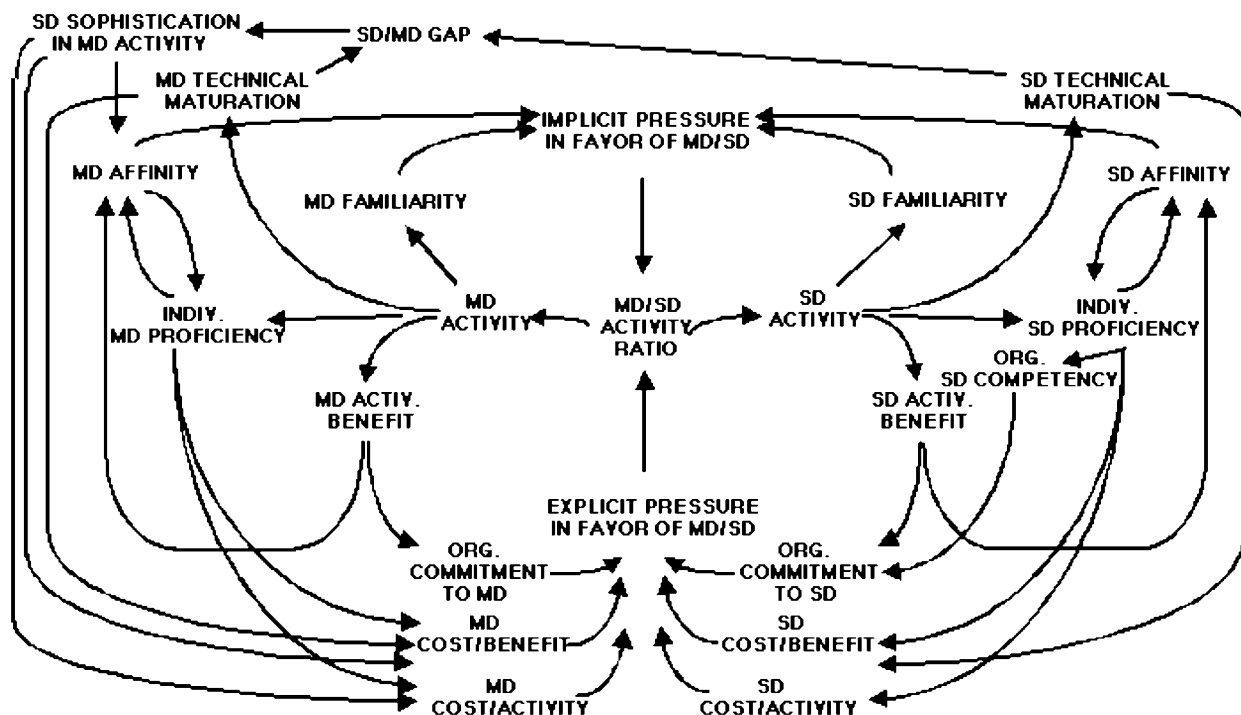 SD SOPHISTICATION
IN MD ACTIVITY
SD/MD GAP
MD TECHNICAL
MATURATION
SD TECHNICAL
MATURATION
IMPLICIT PRESSURE
IN FAVOR OF MD/SD
MD AFFINITY
SD AFFINITY
MD FAMILIARITY
SD FAMILIARITY
INDIV.
MD PROFICIENCY
MD
ACTIVITY
MD/SD
ACTIVITY
RATIO
SD
ACTIVITY
INDIV.
SD PROFICIENCY
ORG.
SD COMPETENCY
MD ACTIV.
BENEFIT
SD ACTIV.
BENEFIT
EXPLICIT PRESSURE
IN FAVOR OF MD/SD
ORG.
COMMITMENT
TO MD
ORG.
COMMITMENT
TO SD
MD
COST/BENEFIT
SD
COST/BENEFIT
MD
COST/ACTIVITY
SD
COST/ACTIVITY